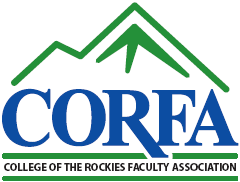 CORFA
COLLEGE OF THE ROCKIES FACULTY ASSOCIATION